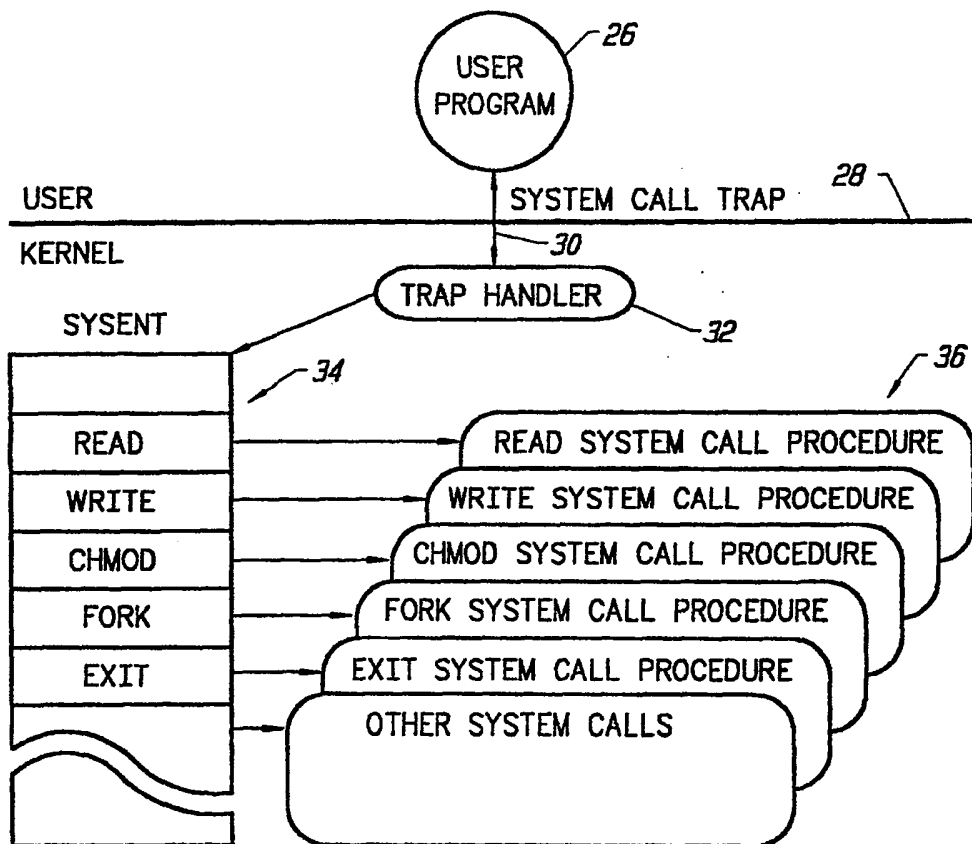 26
USER
PROGRAM
USER
SYSTEM CALL TRAP
28
KERNEL
30
TRAP HANDLER
32
SYSENT
34
36
READ
READ SYSTEM CALL PROCEDURE
WRITE
WRITE SYSTEM CALL PROCEDURE
CHMOD
CHMOD SYSTEM CALL PROCEDURE
FORK
FORK SYSTEM CALL PROCEDURE
EXIT
EXIT SYSTEM CALL PROCEDURE
OTHER SYSTEM CALLS